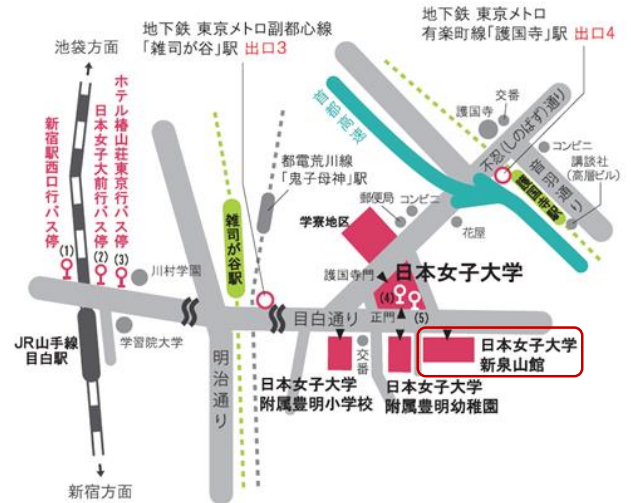 池袋方面
地下鉄 東京メトロ副都心線
「雑司が谷」駅 出口3
地下鉄 東京メトロ
有楽町線「護国寺」駅 出口4
新宿駅西口行バス停
(1)
日本女子大前行バス停
(2)
ホテル椿山荘東京行バス停
(3)
首都高速
護国寺
交番
不忍(しのばず)通り
音羽通り
コンビニ
講談社
(高層ビル)
護国寺駅
都電荒川線
「鬼子母神」駅
雑司が谷駅
郵便局
コンビニ
花屋
学寮地区
川村学園
護国寺門
日本女子大学
(4)
(5)
正門
目白通り
JR山手線
目白駅
学習院大学
明治通り
交番
日本女子大学
附属豊明小学校
日本女子大学
附属豊明幼稚園
日本女子大学
新泉山館
新宿方面